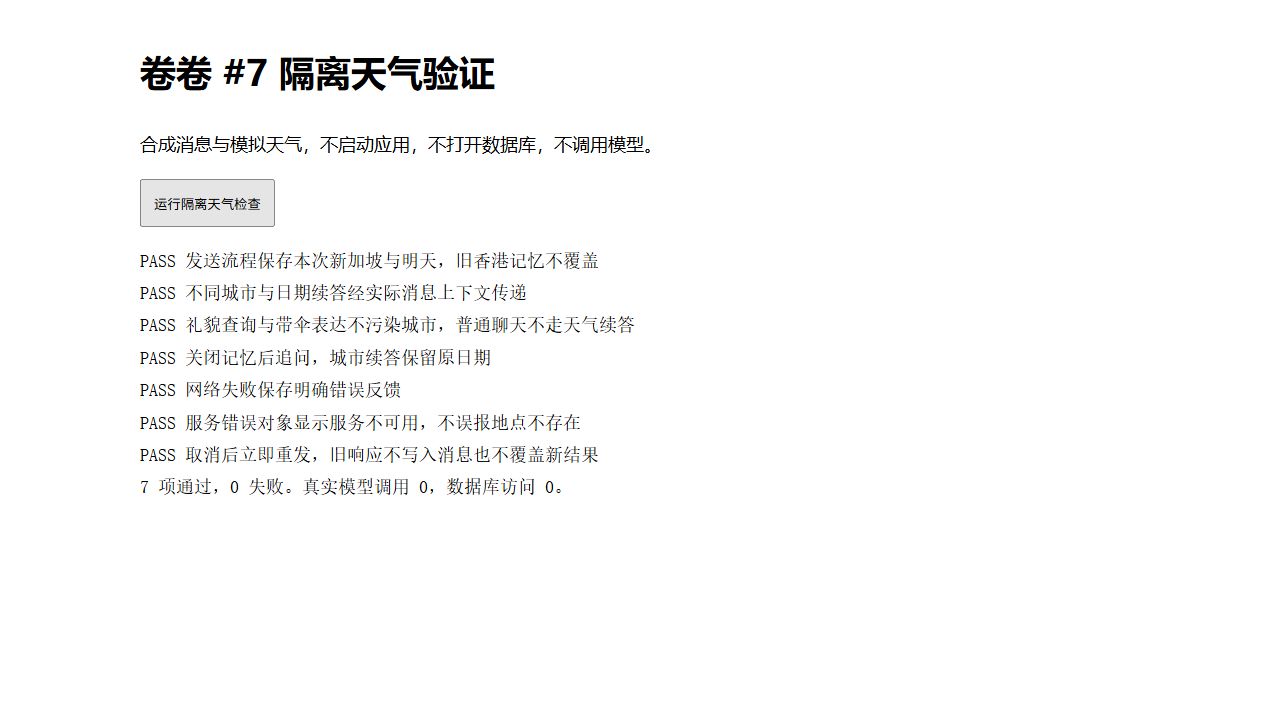 卷卷 #7 隔离天气验证
合成消息与模拟天气，不启动应用，不打开数据库，不调用模型。
运行隔离天气检查
PASS 发送流程保存本次新加坡与明天，旧香港记忆不覆盖
PASS 不同城市与日期续答经实际消息上下文传递
PASS 礼貌查询与带伞表达不污染城市，普通聊天不走天气续答
PASS 关闭记忆后追问，城市续答保留原日期
PASS 网络失败保存明确错误反馈
PASS 服务错误对象显示服务不可用，不误报地点不存在
PASS 取消后立即重发，旧响应不写入消息也不覆盖新结果
7 项通过，0 失败。真实模型调用 0，数据库访问 0。